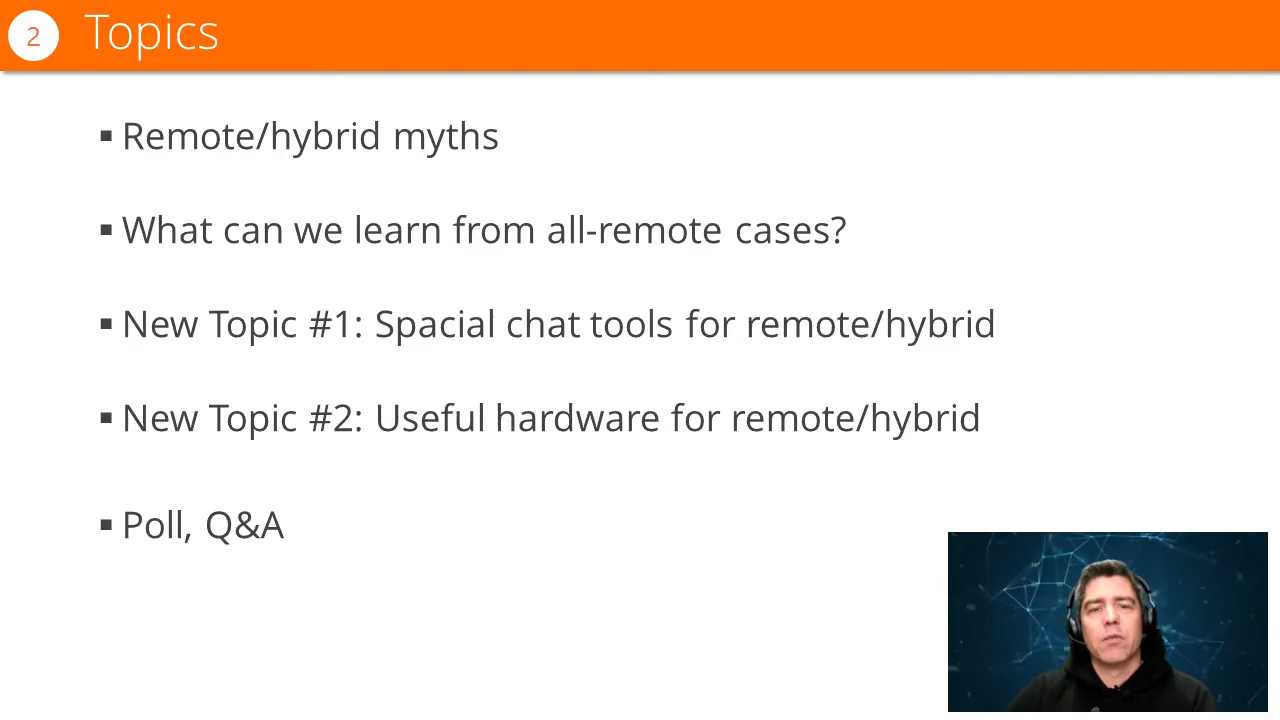 2
Topics
▪ Remote/hybrid myths
▪ What can we learn from all-remote cases?
▪ New Topic #1: Spacial chat tools for remote/hybrid
▪ New Topic #2: Useful hardware for remote/hybrid
▪ Poll, Q&A